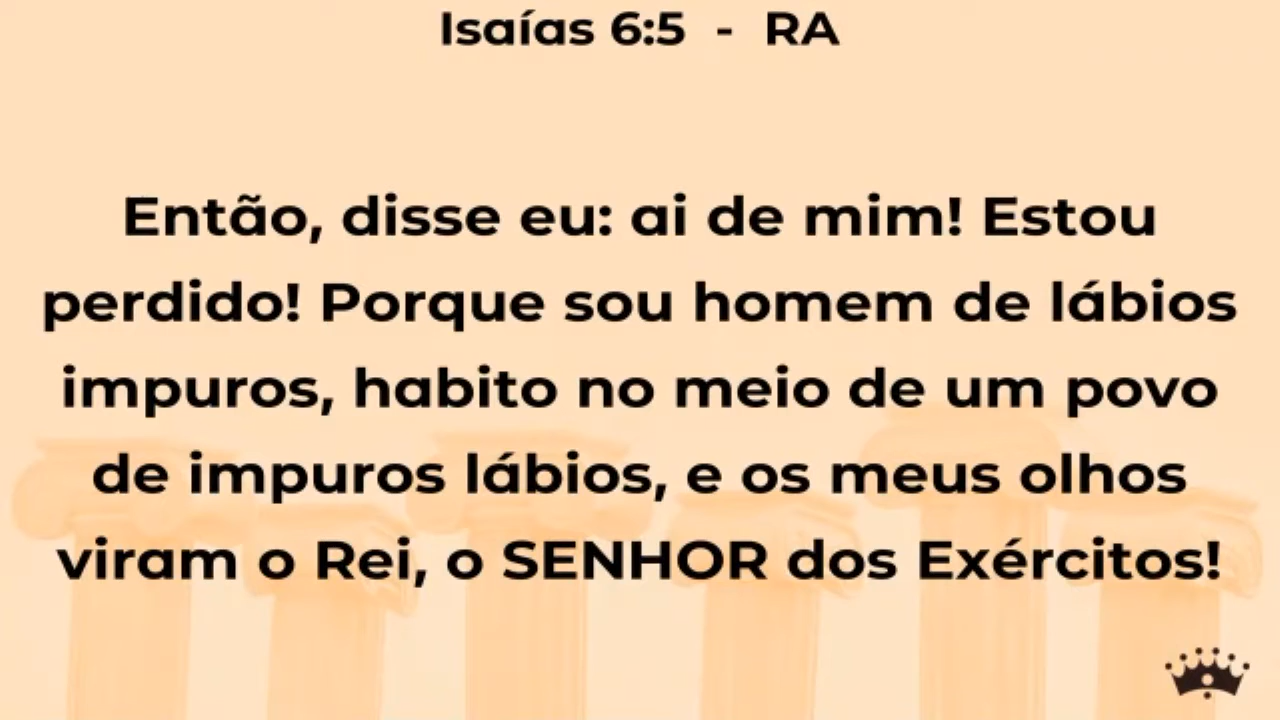 Isaías 6:5 - RA
Então, disse eu: ai de mim! Estou
perdido! Porque sou homem de lábios
impuros, habito no meio de um povo
de impuros lábios, e os meus olhos
viram o Rei, o SENHOR dos Exércitos!